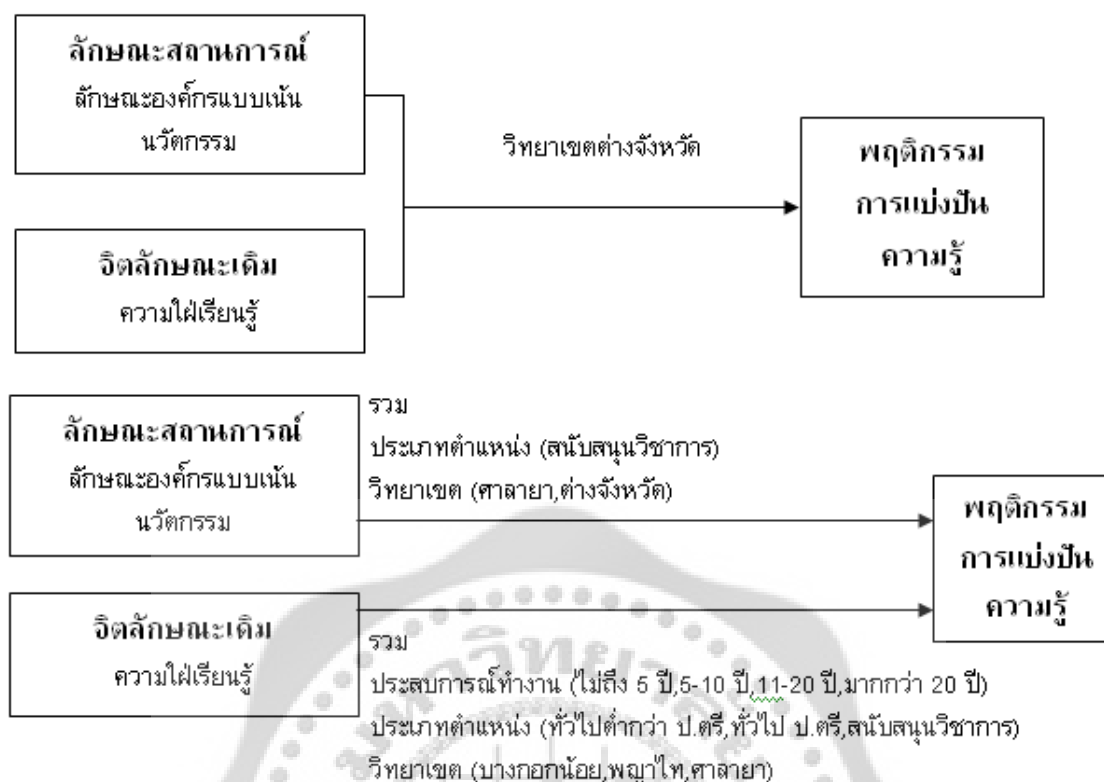 ลักษณะสถานการณ์
ลักษณะองค์กรแบบเน้น
นวัตกรรม
วิทยาเขตต่างจังหวัด
พฤติกรรม
การแบ่งปัน
ความรู้
จิตลักษณะเดิม
ความใฝ่เรียนรู้
ลักษณะสถานการณ์
ลักษณะองค์กรแบบเน้น
นวัตกรรม
รวม
ประเภทตำแหน่ง (สนับสนุนวิชาการ)
วิทยาเขต (ศาลายา,ต่างจังหวัด)
พฤติกรรม
การแบ่งปัน
ความรู้
จิตลักษณะเดิม
ความใฝ่เรียนรู้
รวม
ประสบการณ์ทำงาน (ไม่ถึง 5 ปี,5-10 ปี,11-20 ปี,มากกว่า 20 ปี)
ประเภทตำแหน่ง (ทั่วไปต่ำกว่า ป.ตรี,ทั่วไป ป.ตรี,สนับสนุนวิชาการ)
วิทยาเขต (บางกอกน้อย,พญาไท,ศาลายา)